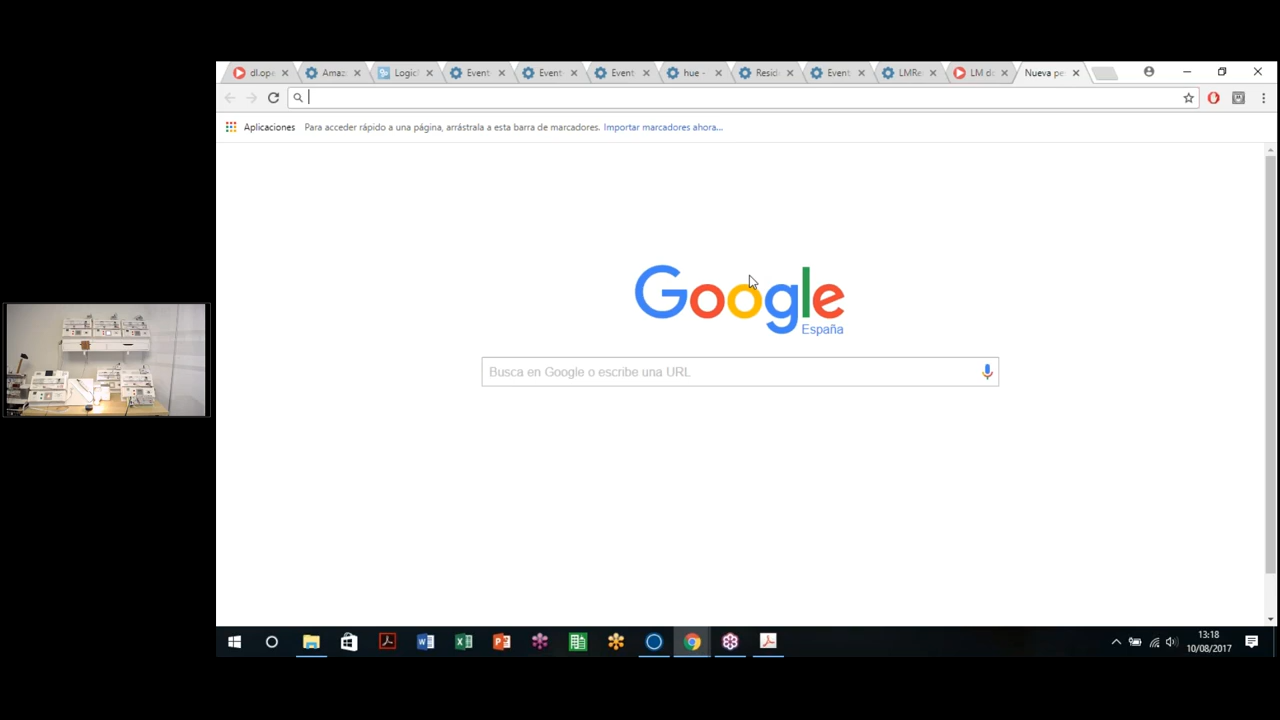 dl.ope Amaz Logic Event Event Event hue - Resid Event LMRe LM do Nueva pe
Aplicaciones Para acceder rápido a una página, arrástrala a esta barra de marcadores. Importar marcadores ahora...
Google
España
Busca en Google o escribe una URL
13:18
10/08/2017